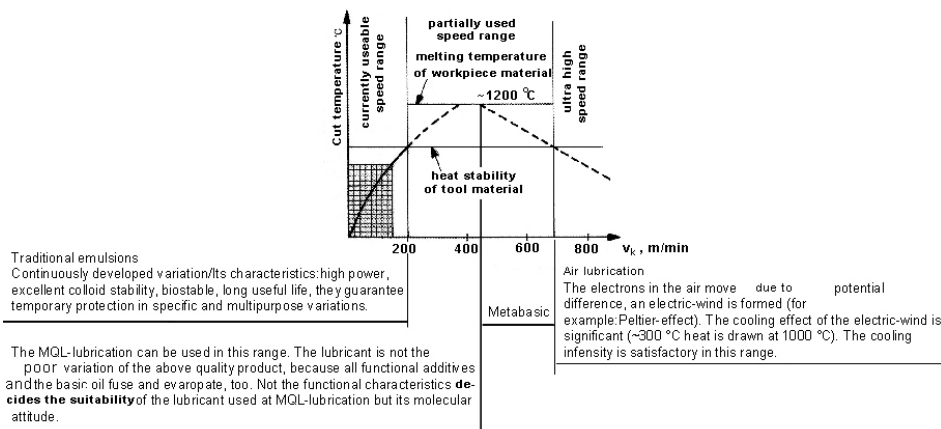 partially used
speed range
melting temperature
of workpiece material
~1200 °C
Cut temperature °C
currently useable
speed range
ultra high
speed range
heat stability
of tool material
200
400
600
800
vk , m/min
Traditional emulsions
Continuously developed variation/Its characteristics:high power,
excellent colloid stability, biostable, long useful life, they guarantee
temporary protection in specific and multipurpose variations.
Metabasic
Air lubrication
The electrons in the air move due to potential
difference, an electric-wind is formed (for
example:Peltier-effect). The cooling effect of the electric-wind is
significant (~300 °C heat is drawn at 1000 °C). The cooling
infensity is satisfactory in this range.
The MQL-lubrication can be used in this range. The lubricant is not the
poor variation of the above quality product, because all functional additives
and the basic oil fuse and evaropate, too. Not the functional characteristics de-
cides the suitability of the lubricant used at MQL-lubrication but its molecular
attitude.